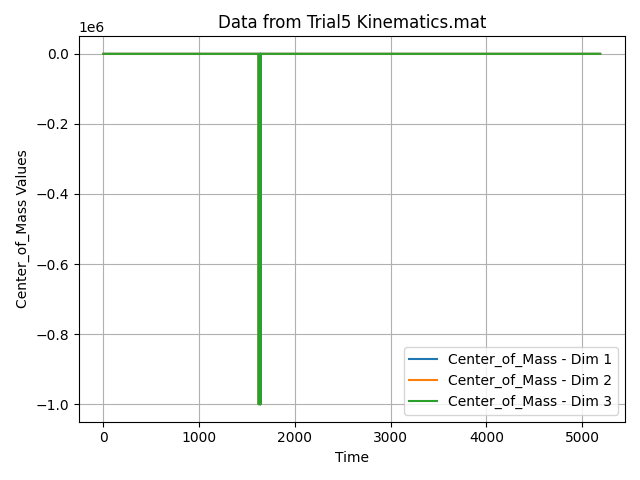 Data from Trial5 Kinematics.mat
1e6
0.0
−0.2
−0.4
−0.6
−0.8
−1.0
Center_of_Mass Values
Center_of_Mass - Dim 1
Center_of_Mass - Dim 2
Center_of_Mass - Dim 3
0 1000 2000 3000 4000 5000
Time